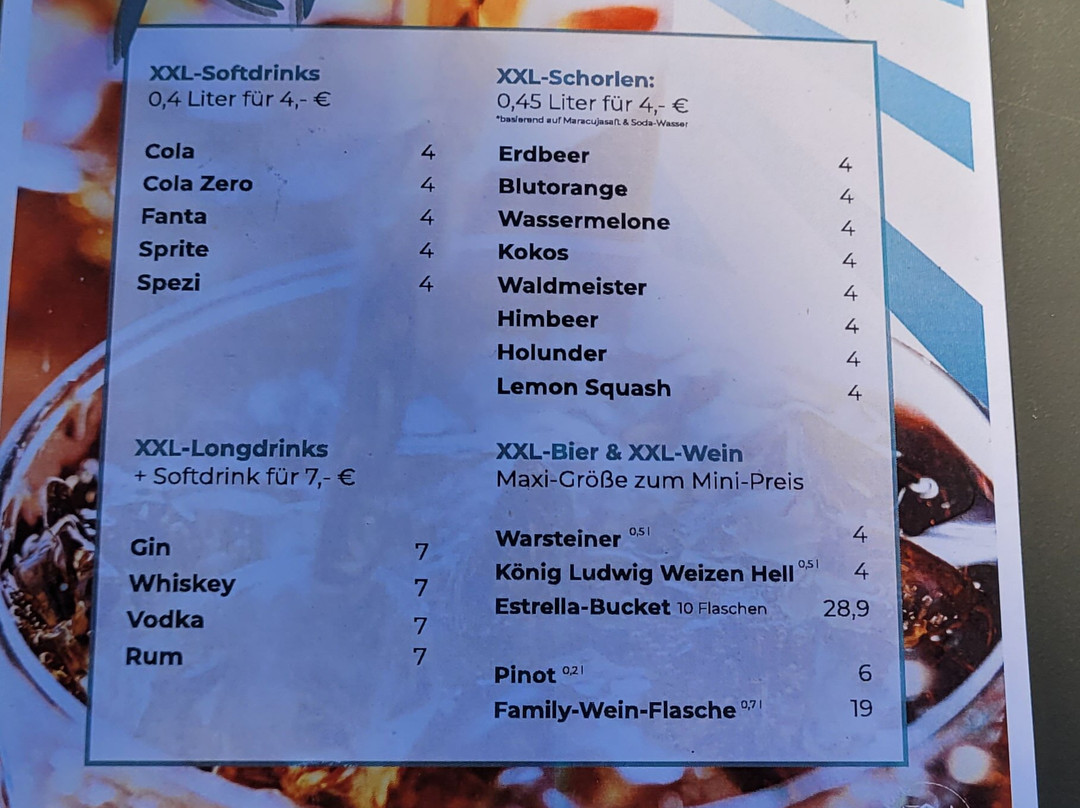 XXL-Softdrinks
0,4 Liter für 4,- €
Cola 4
Cola Zero 4
Fanta 4
Sprite 4
Spezi 4
XXL-Schorlen:
0,45 Liter für 4,- €
*basierend auf Maracujasaft & Soda-Wasser
Erdbeer 4
Blutorange 4
Wassermelone 4
Kokos 4
Waldmeister 4
Himbeer 4
Holunder 4
Lemon Squash 4
XXL-Longdrinks
+ Softdrink für 7,- €
Gin 7
Whiskey 7
Vodka 7
Rum 7
XXL-Bier & XXL-Wein
Maxi-Größe zum Mini-Preis
Warsteiner 0,5 l 4
König Ludwig Weizen Hell 0,5 l 4
Estrella-Bucket 10 Flaschen 28,9
Pinot 0,2 l 6
Family-Wein-Flasche 0,7 l 19